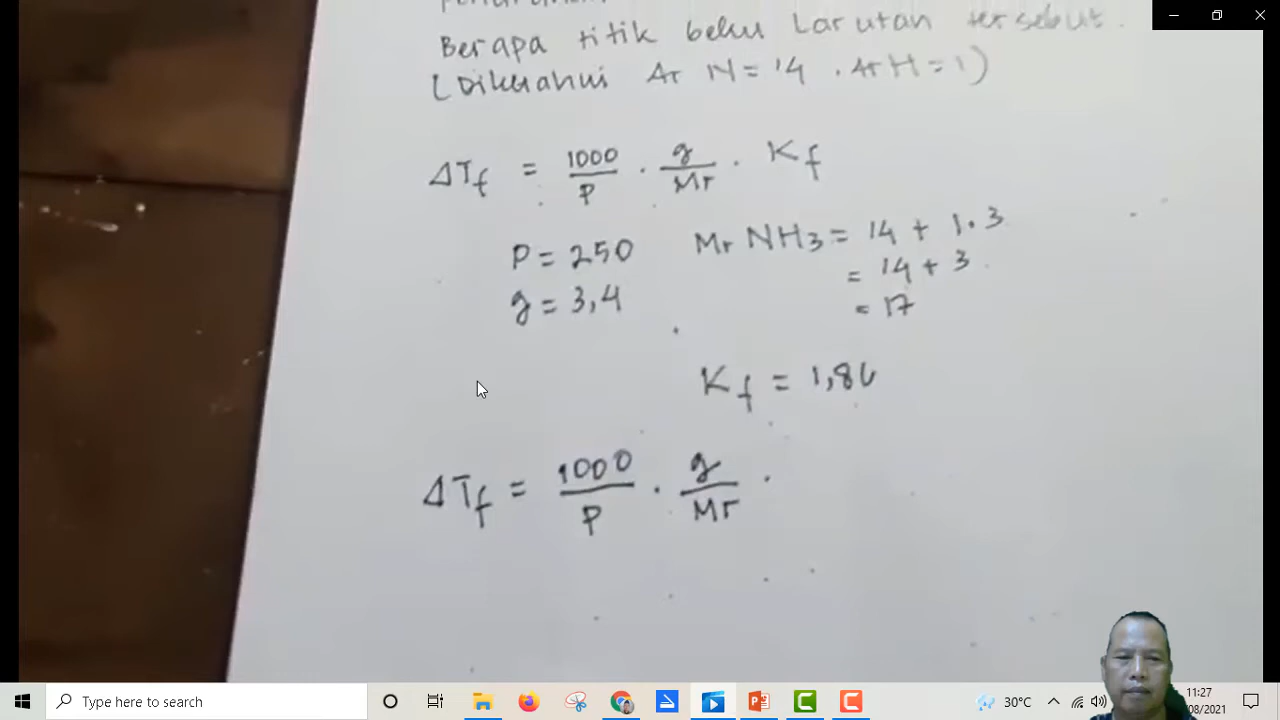 Berapa titik beku Larutan tersebut.
(Diketahui Ar N = 14 . Ar H = 1)
ΔTf = 1000/P . g/Mr . Kf
P = 250
g = 3,4
Mr NH3 = 14 + 1.3
= 14 + 3
= 17
Kf = 1,86
ΔTf = 1000/P . g/Mr .
Type here to search
30°C
11:27
08/2021